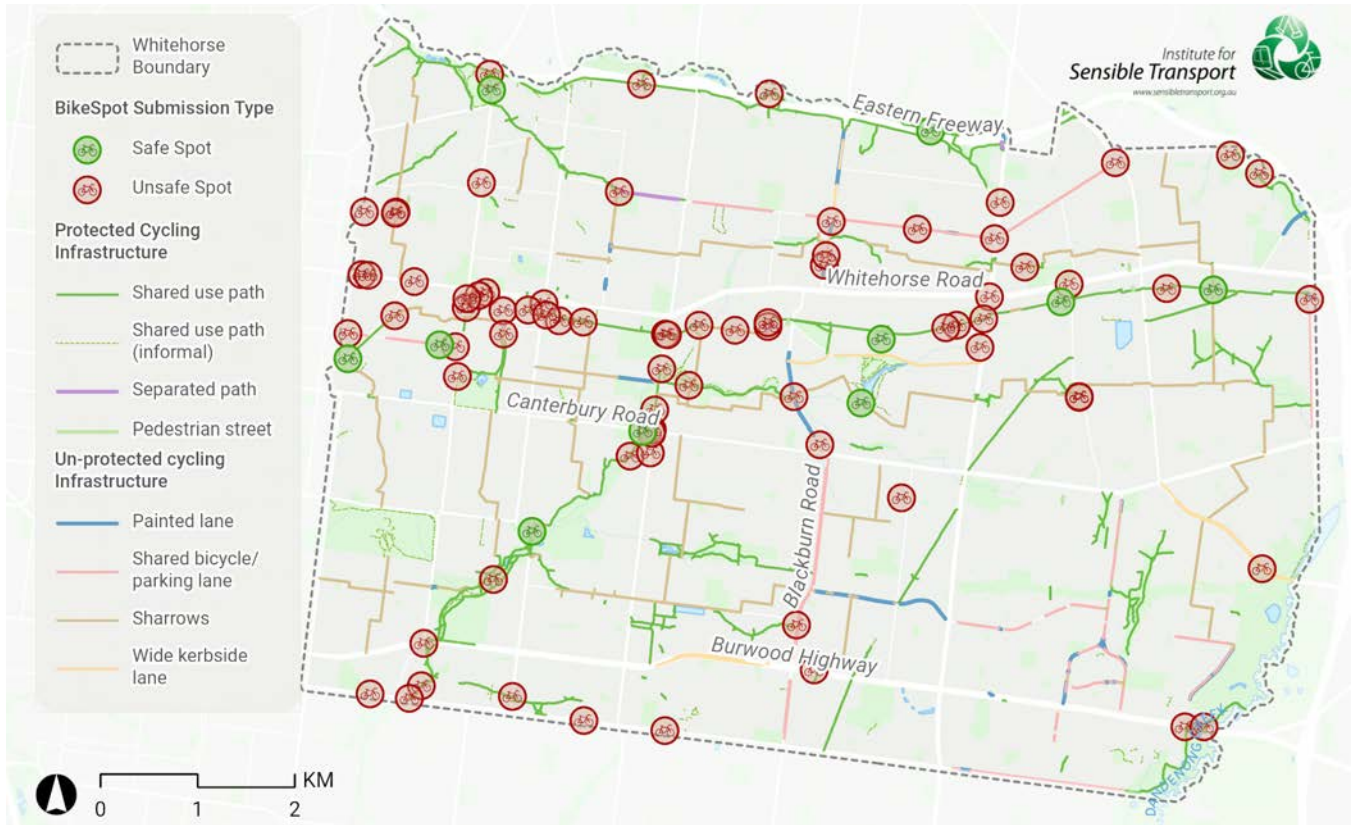 Whitehorse
Boundary
BikeSpot Submission Type
Safe Spot
Unsafe Spot
Protected Cycling
Infrastructure
Shared use path
Shared use path
(informal)
Separated path
Pedestrian street
Un-protected cycling
Infrastructure
Painted lane
Shared bicycle/
parking lane
Sharrows
Wide kerbside
lane
Institute for
Sensible Transport
www.sensibletransport.org.au
Eastern Freeway
Whitehorse Road
Canterbury Road
Blackburn Road
Burwood Highway
KM
0 1 2